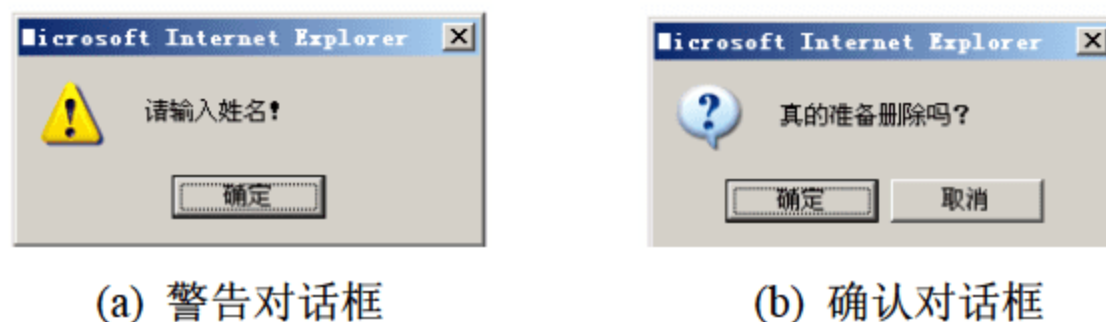 Microsoft Internet Explorer
请输入姓名!
确定
(a) 警告对话框
Microsoft Internet Explorer
真的准备删除吗?
确定
取消
(b) 确认对话框